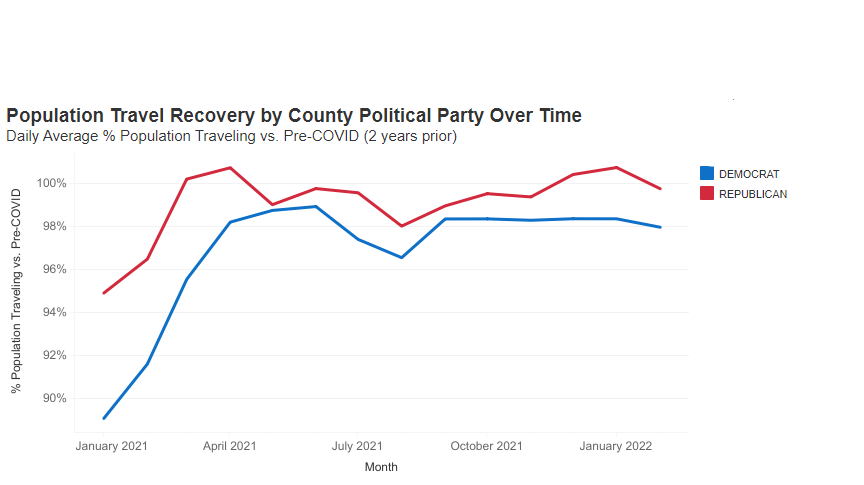 Population Travel Recovery by County Political Party Over Time
Daily Average % Population Traveling vs. Pre-COVID (2 years prior)
% Population Traveling vs. Pre-COVID
100%
98%
96%
94%
92%
90%
January 2021
April 2021
July 2021
October 2021
January 2022
Month
DEMOCRAT
REPUBLICAN